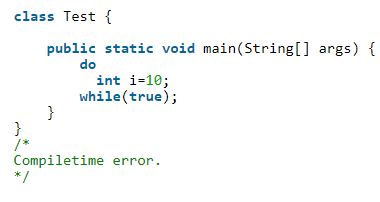 class Test {
    public static void main(String[] args) {
        do
          int i=10;
        while(true);
    }
}
/*
Compiletime error.
*/